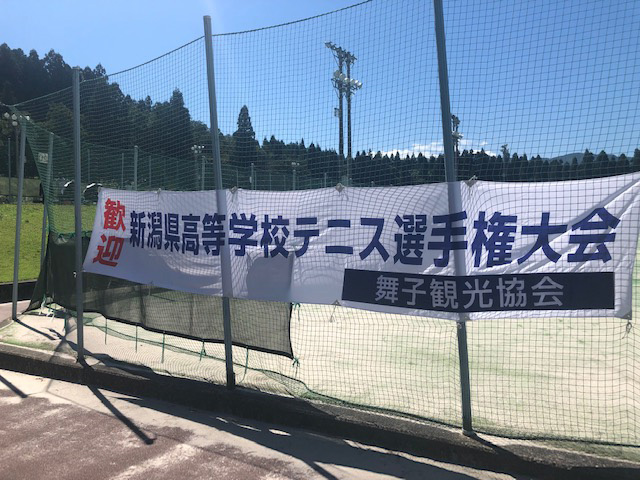 歓迎
新潟県高等学校テニス選手権大会
舞子観光協会